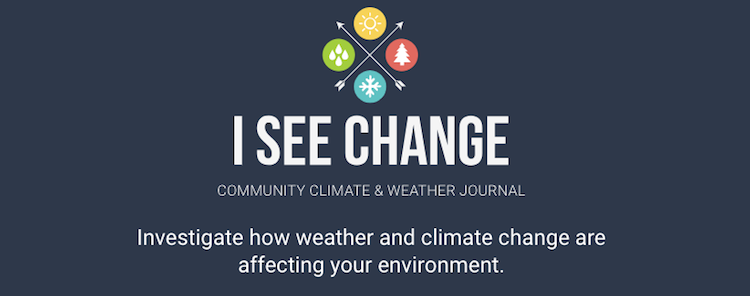 I SEE CHANGE
COMMUNITY CLIMATE & WEATHER JOURNAL
Investigate how weather and climate change are
affecting your environment.